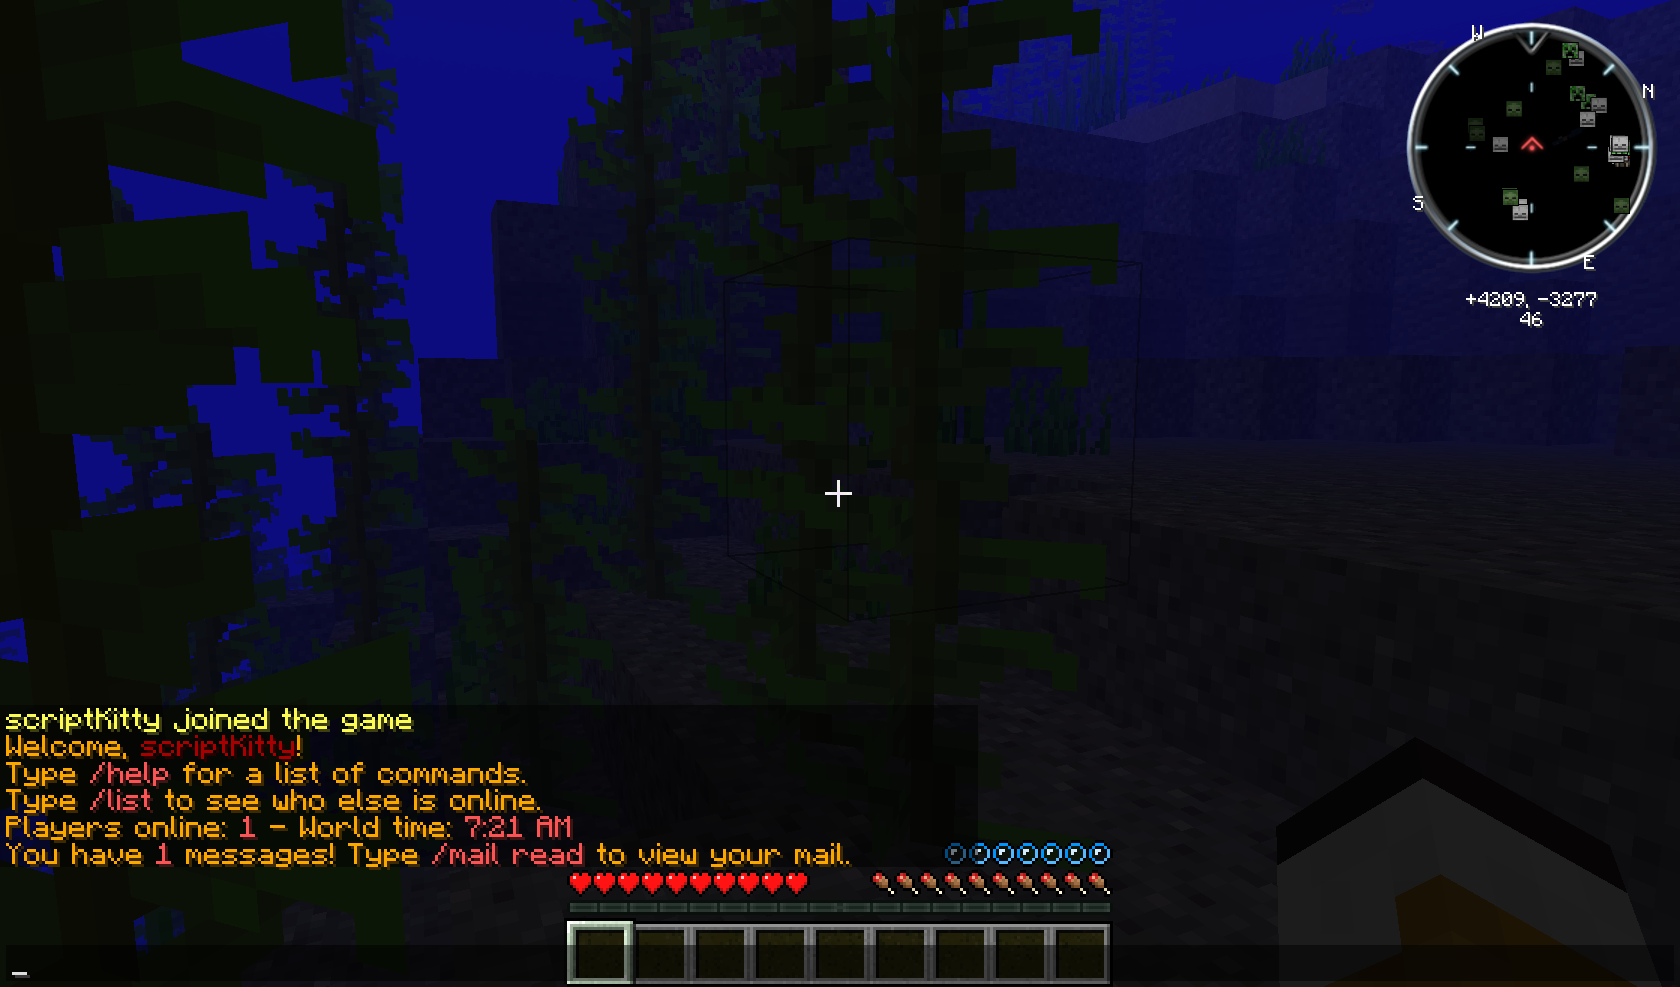 W
N
S
E
+4209, -3277
46
scriptKitty joined the game
Welcome, scriptKitty!
Type /help for a list of commands.
Type /list to see who else is online.
Players online: 1 - World time: 7:21 AM
You have 1 messages! Type /mail read to view your mail.
_